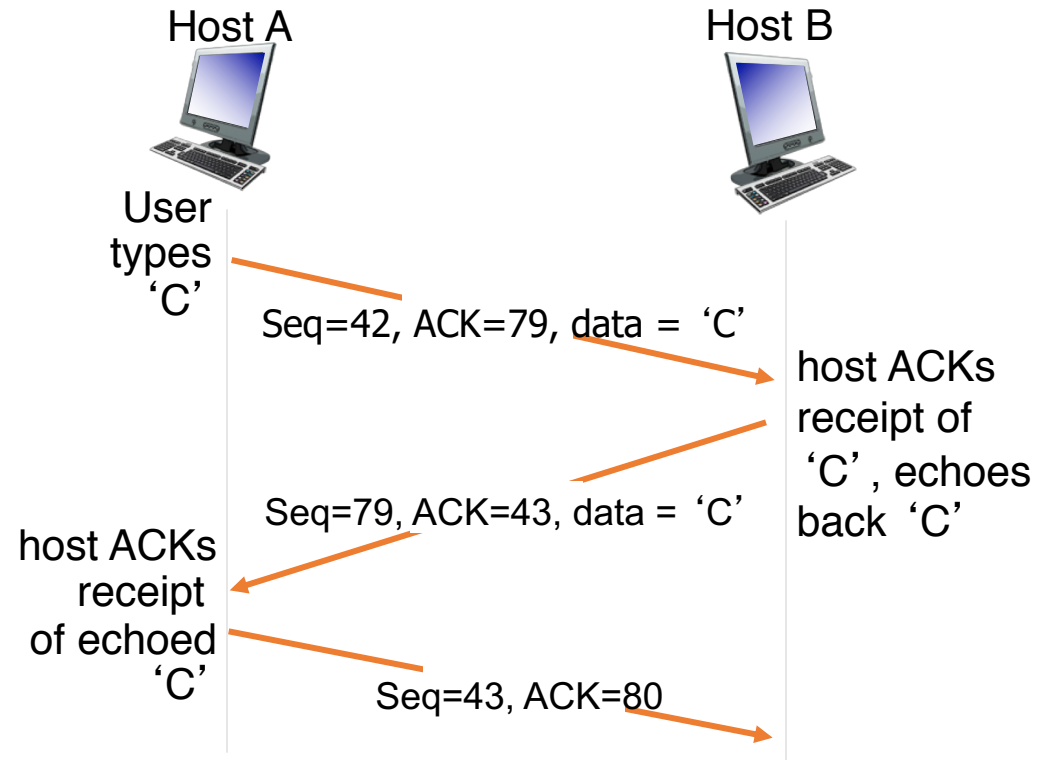 Host A
Host B
User
types
‘C’
Seq=42, ACK=79, data = ‘C’
host ACKs
receipt of
‘C’, echoes
back ‘C’
Seq=79, ACK=43, data = ‘C’
host ACKs
receipt
of echoed
‘C’
Seq=43, ACK=80